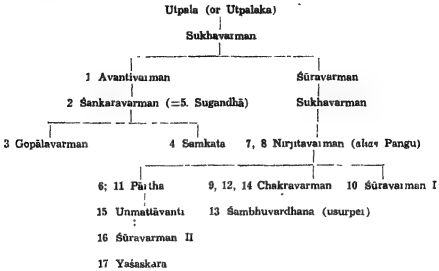 Utpala (or Utpalaka)
Sukhavarman
1 Avantivarman Śūravarman
2 Śankaravarman (=5. Sugandhā) Sukhavarman
3 Gopālavarman 4 Samkata 7, 8 Nirjitavarman (alias Pangu)
6; 11 Pārtha 9, 12, 14 Chakravarman 10 Śūravarman I
15 Unmattāvanti 13 Śambhuvardhana (usurper)
16 Śūravarman II
17 Yaśaskara